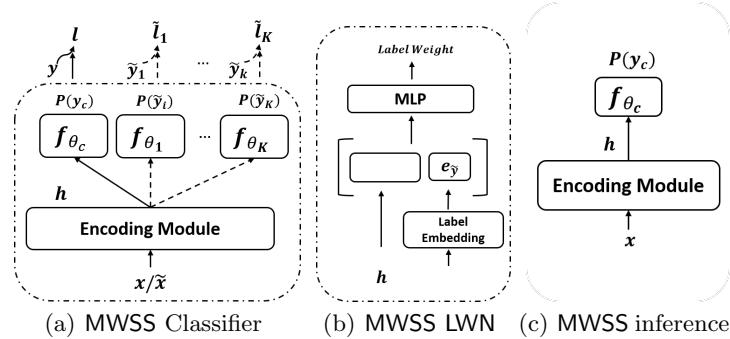 l l̃₁ l̃_K
y ỹ₁ ... ỹ_k
P(y_c) P(ỹ_i) P(ỹ_K)
f_θc f_θ1 ... f_θK
h
Encoding Module
x/x̃
(a) MWSS Classifier
Label Weight
MLP
e_ỹ
Label
Embedding
h
(b) MWSS LWN
P(y_c)
f_θc
h
Encoding Module
x
(c) MWSS inference